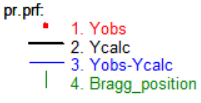 pr.prf:
1. Yobs
2. Ycalc
3. Yobs-Ycalc
4. Bragg_position